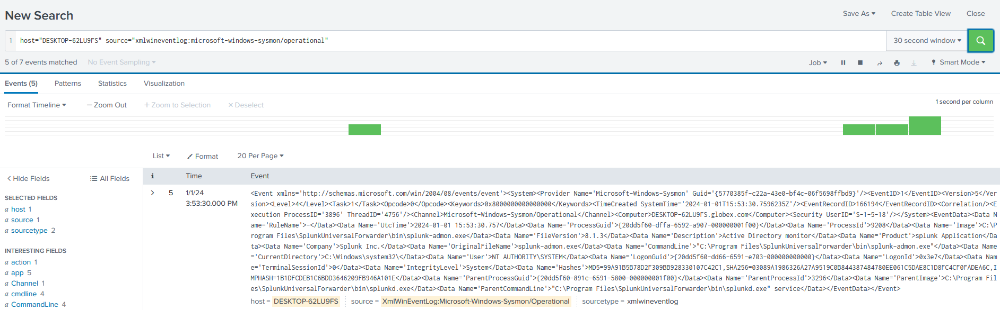 New Search
Save As
Create Table View
Close
1
host="DESKTOP-62LU9FS" source="xmlwineventlog:microsoft-windows-sysmon/operational"
30 second window
5 of 7 events matched
No Event Sampling
Job
Smart Mode
Events (5)
Patterns
Statistics
Visualization
Format Timeline
— Zoom Out
+ Zoom to Selection
× Deselect
1 second per column
List
Format
20 Per Page
< Hide Fields
All Fields
i
Time
Event
SELECTED FIELDS
a host 1
a source 1
a sourcetype 2
INTERESTING FIELDS
a action 1
a app 5
a Channel 1
a cmdline 4
a CommandLine 4
>
5
1/1/24
3:53:30.000 PM
<Event xmlns='http://schemas.microsoft.com/win/2004/08/events/event'><System><Provider Name='Microsoft-Windows-Sysmon' Guid='{5770385f-c22a-43e0-bf4c-06f5698ffbd9}'/><EventID>1</EventID><Version>5</Ver
sion><Level>4</Level><Task>1</Task><Opcode>0</Opcode><Keywords>0x8000000000000000</Keywords><TimeCreated SystemTime='2024-01-01T15:53:30.7596235Z'/><EventRecordID>166194</EventRecordID><Correlation/><E
xecution ProcessID='3896' ThreadID='4756'/><Channel>Microsoft-Windows-Sysmon/Operational</Channel><Computer>DESKTOP-62LU9FS.globex.com</Computer><Security UserID='S-1-5-18'/></System><EventData><Data N
ame='RuleName'>-</Data><Data Name='UtcTime'>2024-01-01 15:53:30.757</Data><Data Name='ProcessGuid'>{20dd5f60-dffa-6592-a907-000000001f00}</Data><Data Name='ProcessId'>9208</Data><Data Name='Image'>C:\P
rogram Files\SplunkUniversalForwarder\bin\splunk-admon.exe</Data><Data Name='FileVersion'>8.1.3</Data><Data Name='Description'>Active Directory monitor</Data><Data Name='Product'>splunk Application</Da
ta><Data Name='Company'>Splunk Inc.</Data><Data Name='OriginalFileName'>splunk-admon.exe</Data><Data Name='CommandLine'>"C:\Program Files\SplunkUniversalForwarder\bin\splunk-admon.exe"</Data><Data Name
='CurrentDirectory'>C:\Windows\system32\</Data><Data Name='User'>NT AUTHORITY\SYSTEM</Data><Data Name='LogonGuid'>{20dd5f60-dd66-6591-e703-000000000000}</Data><Data Name='LogonId'>0x3e7</Data><Data Nam
e='TerminalSessionId'>0</Data><Data Name='IntegrityLevel'>System</Data><Data Name='Hashes'>MD5=99A91B5B78D2F309BB928330107C42C1,SHA256=03089A1986326A27A9519C0B844387484780EE061C5DAE8C1D8FC4CF0FADEA6C,I
MPHASH=1B1DFCDEB1C6BDD3646209FB946A101E</Data><Data Name='ParentProcessGuid'>{20dd5f60-891c-6591-5800-000000001f00}</Data><Data Name='ParentProcessId'>3296</Data><Data Name='ParentImage'>C:\Program Fil
es\SplunkUniversalForwarder\bin\splunkd.exe</Data><Data Name='ParentCommandLine'>"C:\Program Files\SplunkUniversalForwarder\bin\splunkd.exe" service</Data></EventData></Event>
host = DESKTOP-62LU9FS
source = XmlWinEventLog:Microsoft-Windows-Sysmon/Operational
sourcetype = xmlwineventlog